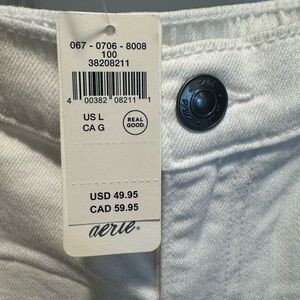 067 - 0706 - 8008
100
38208211
4 00382 08211 1
US L
CA G
REAL
GOOD.
USD 49.95
CAD 59.95
aerie®